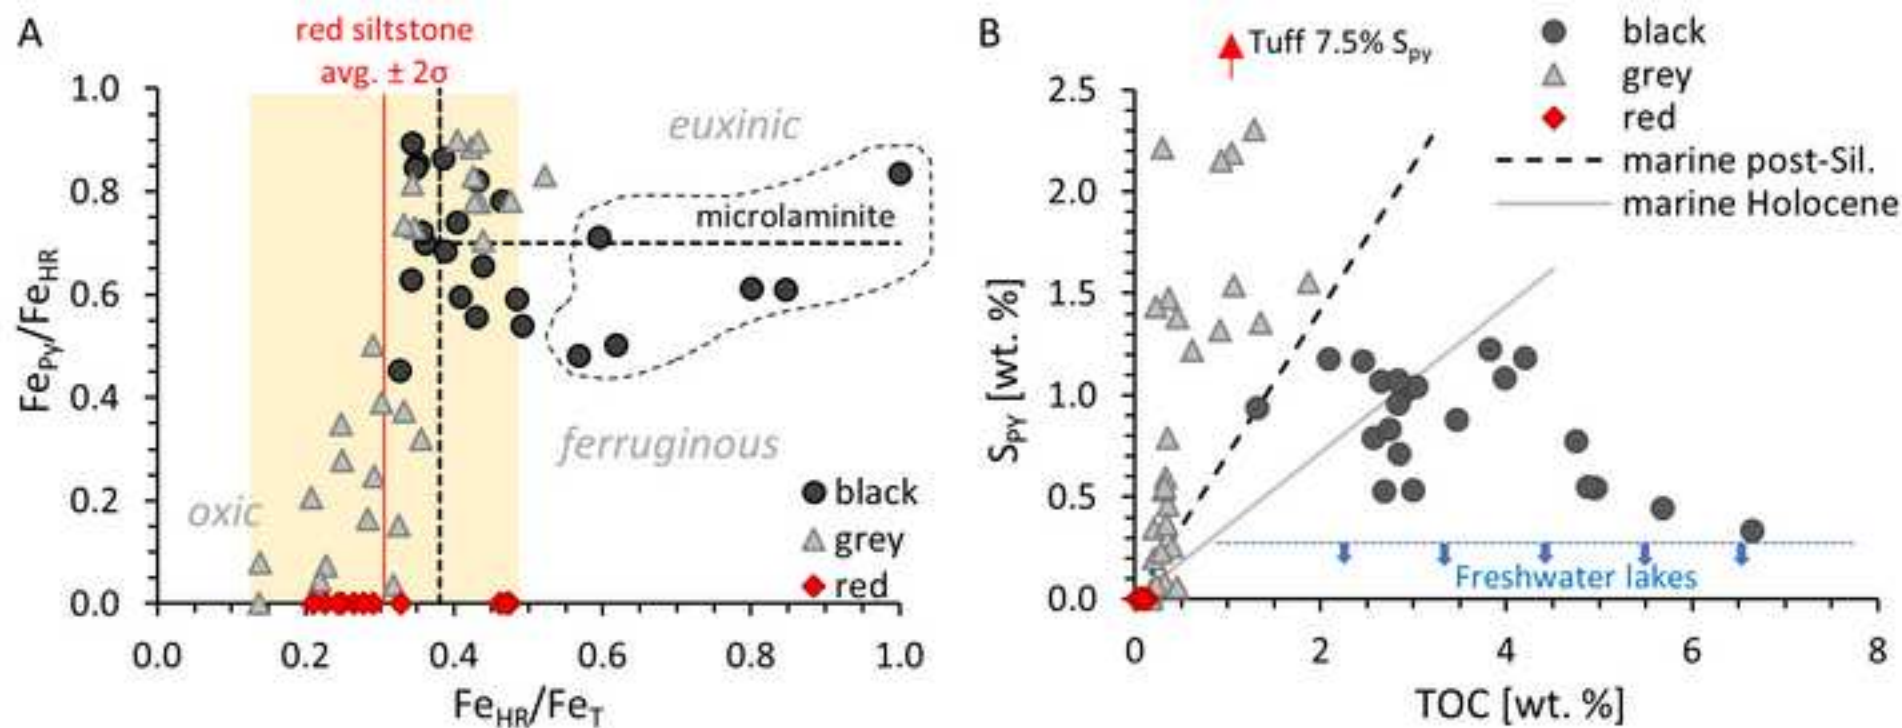 A
red siltstone
avg. ± 2σ
Fe_Py/Fe_HR
1.0
0.8
0.6
0.4
0.2
0.0
euxinic
microlaminite
ferruginous
oxic
black
grey
red
0.0 0.2 0.4 0.6 0.8 1.0
Fe_HR/Fe_T
B
Tuff 7.5% S_py
black
grey
red
marine post-Sil.
marine Holocene
S_PY [wt. %]
2.5
2.0
1.5
1.0
0.5
0.0
Freshwater lakes
0 2 4 6 8
TOC [wt. %]